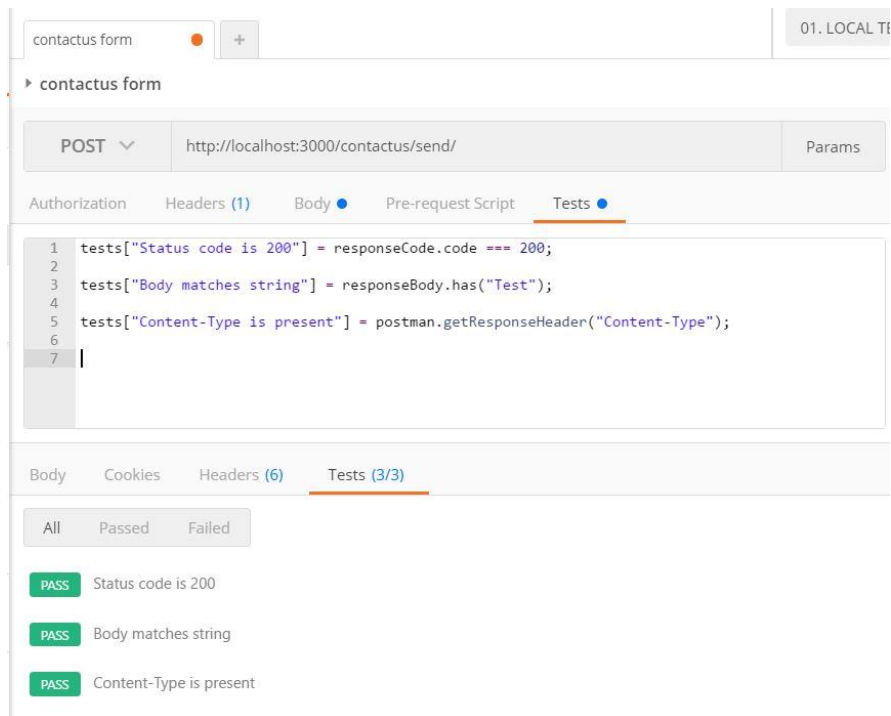 contactus form
+
01. LOCAL TE
contactus form
POST http://localhost:3000/contactus/send/ Params
Authorization Headers (1) Body Pre-request Script Tests
1 tests["Status code is 200"] = responseCode.code === 200;
2
3 tests["Body matches string"] = responseBody.has("Test");
4
5 tests["Content-Type is present"] = postman.getResponseHeader("Content-Type");
6
7
Body Cookies Headers (6) Tests (3/3)
All Passed Failed
PASS Status code is 200
PASS Body matches string
PASS Content-Type is present